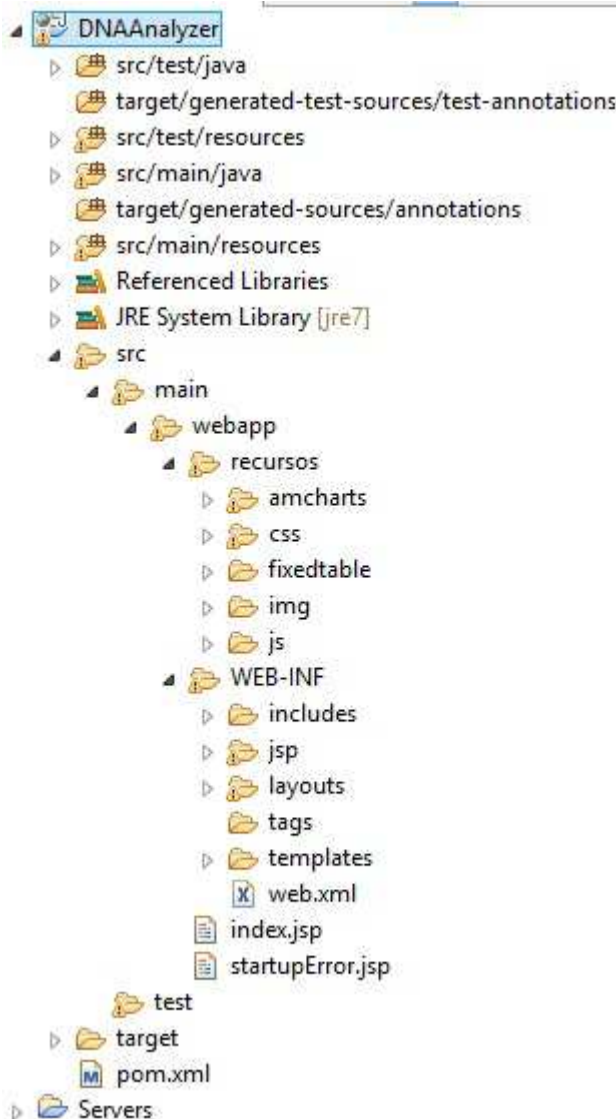 DNAAnalyzer
src/test/java
target/generated-test-sources/test-annotations
src/test/resources
src/main/java
target/generated-sources/annotations
src/main/resources
Referenced Libraries
JRE System Library [jre7]
src
main
webapp
recursos
amcharts
css
fixedtable
img
js
WEB-INF
includes
jsp
layouts
tags
templates
web.xml
index.jsp
startupError.jsp
test
target
pom.xml
Servers